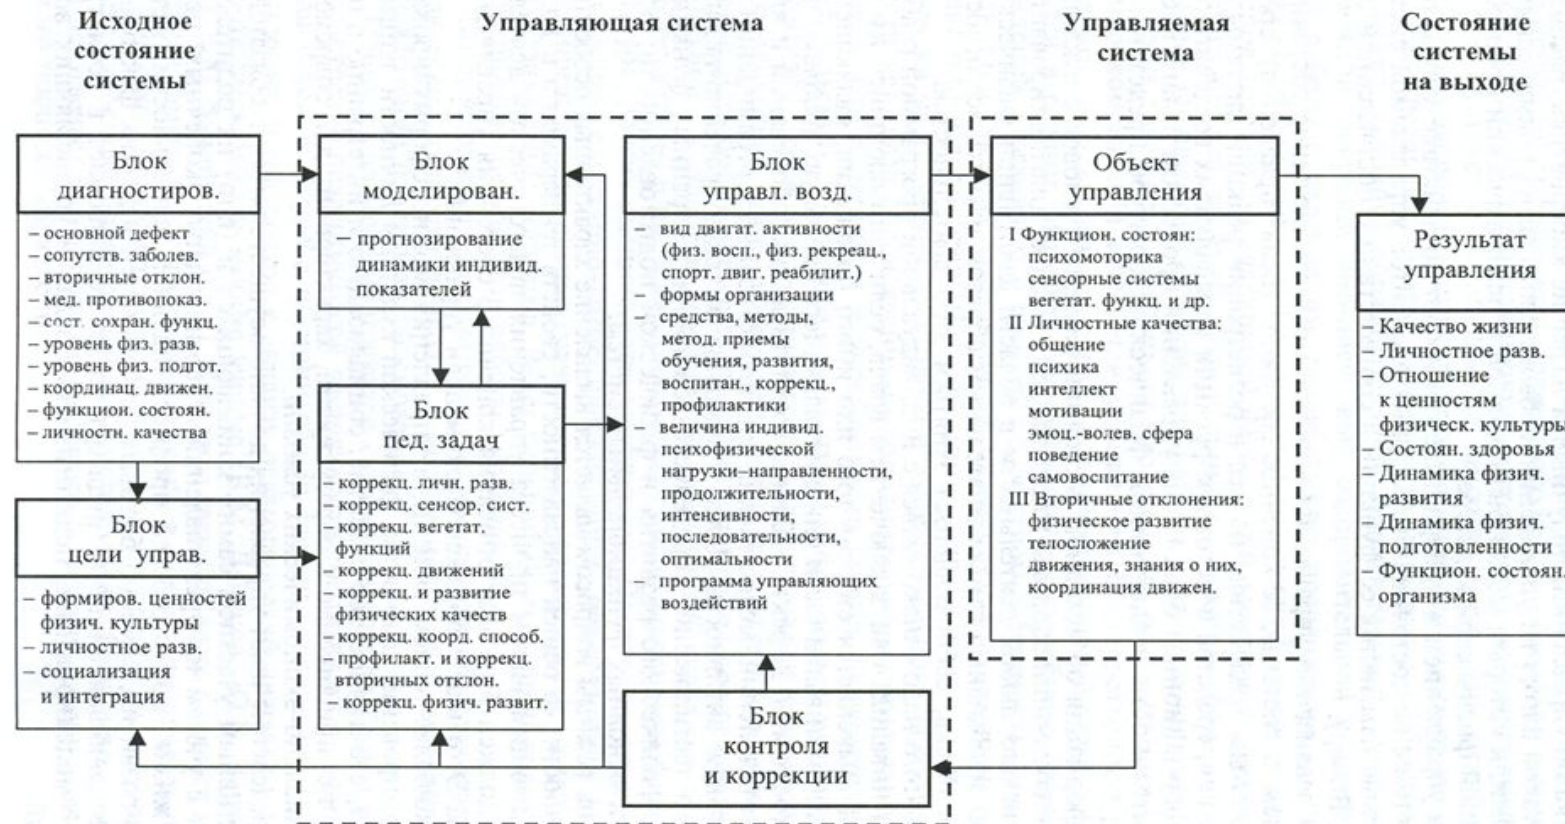 Исходное
состояние
системы
Управляющая система
Управляемая
система
Состояние
системы
на выходе
Блок
диагностиров.
– основной дефект
– сопутств. заболев.
– вторичные отклон.
– мед. противопоказ.
– сост. сохран. функц.
– уровень физ. разв.
– уровень физ. подгот.
– координац. движен.
– функцион. состоян.
– личностн. качества
Блок
цели управ.
– формиров. ценностей
физич. культуры
– личностное разв.
– социализация
и интеграция
Блок
моделирован.
– прогнозирование
динамики индивид.
показателей
Блок
пед. задач
– коррекц. личн. разв.
– коррекц. сенсор. сист.
– коррекц. вегетат.
функций
– коррекц. движений
– коррекц. и развитие
физических качеств
– коррекц. коорд. способ.
– профилакт. и коррекц.
вторичных отклон.
– коррекц. физич. развит.
Блок
управл. возд.
– вид двигат. активности
(физ. восп., физ. рекреац.,
спорт. двиг. реабилит.)
– формы организации
– средства, методы,
метод. приемы
обучения, развития,
воспитан., коррекц.,
профилактики
– величина индивид.
психофизической
нагрузки–направленности,
продолжительности,
интенсивности,
последовательности,
оптимальности
– программа управляющих
воздействий
Блок
контроля
и коррекции
Объект
управления
I Функцион. состоян:
психомоторика
сенсорные системы
вегетат. функц. и др.
II Личностные качества:
общение
психика
интеллект
мотивации
эмоц.-волев. сфера
поведение
самовоспитание
III Вторичные отклонения:
физическое развитие
телосложение
движения, знания о них,
координация движен.
Результат
управления
– Качество жизни
– Личностное разв.
– Отношение
к ценностям
физическ. культуры
– Состоян. здоровья
– Динамика физич.
развития
– Динамика физич.
подготовленности
– Функцион. состоян.
организма